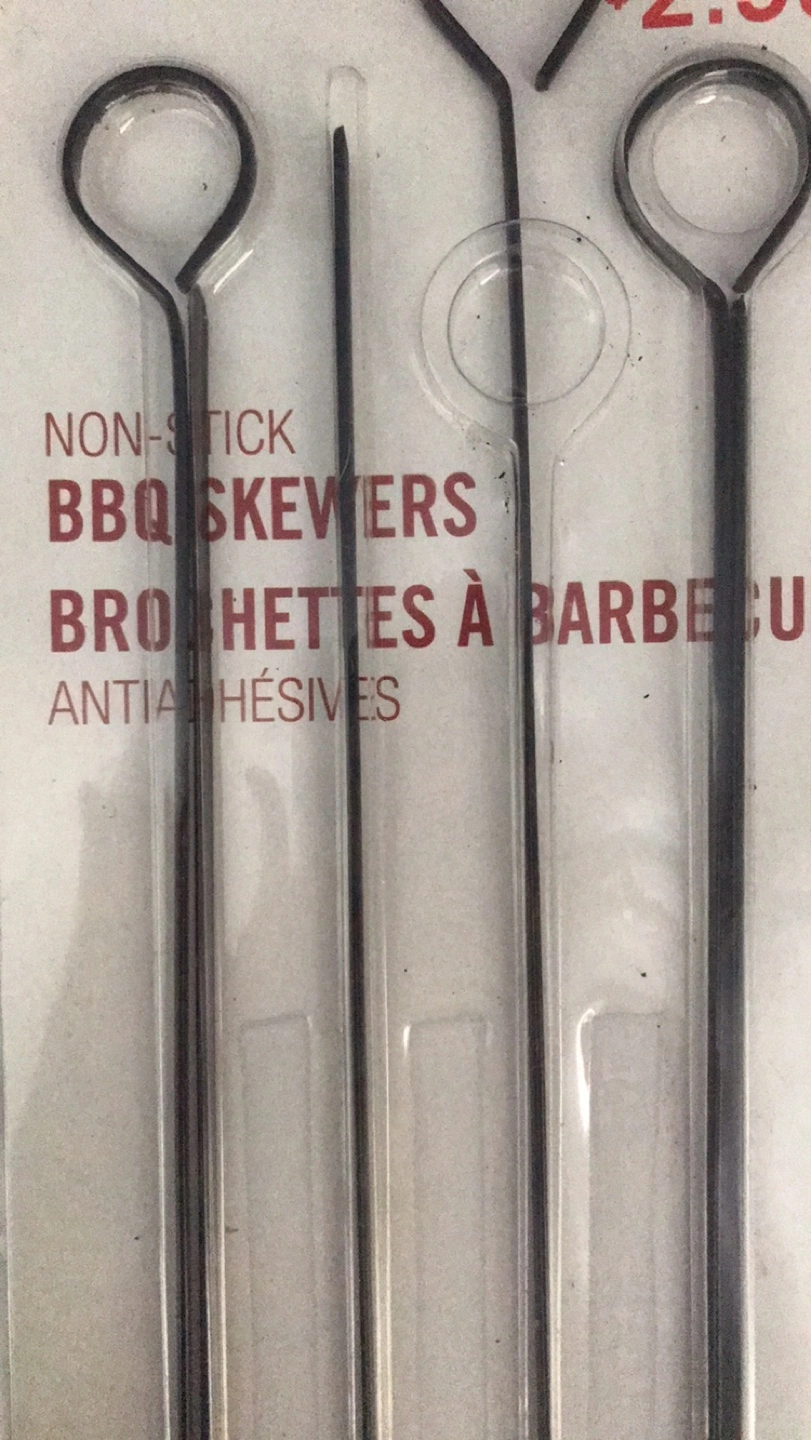 NON-STICK
BBQ SKEWERS
BROCHETTES À BARBECU
ANTIADHÉSIVES